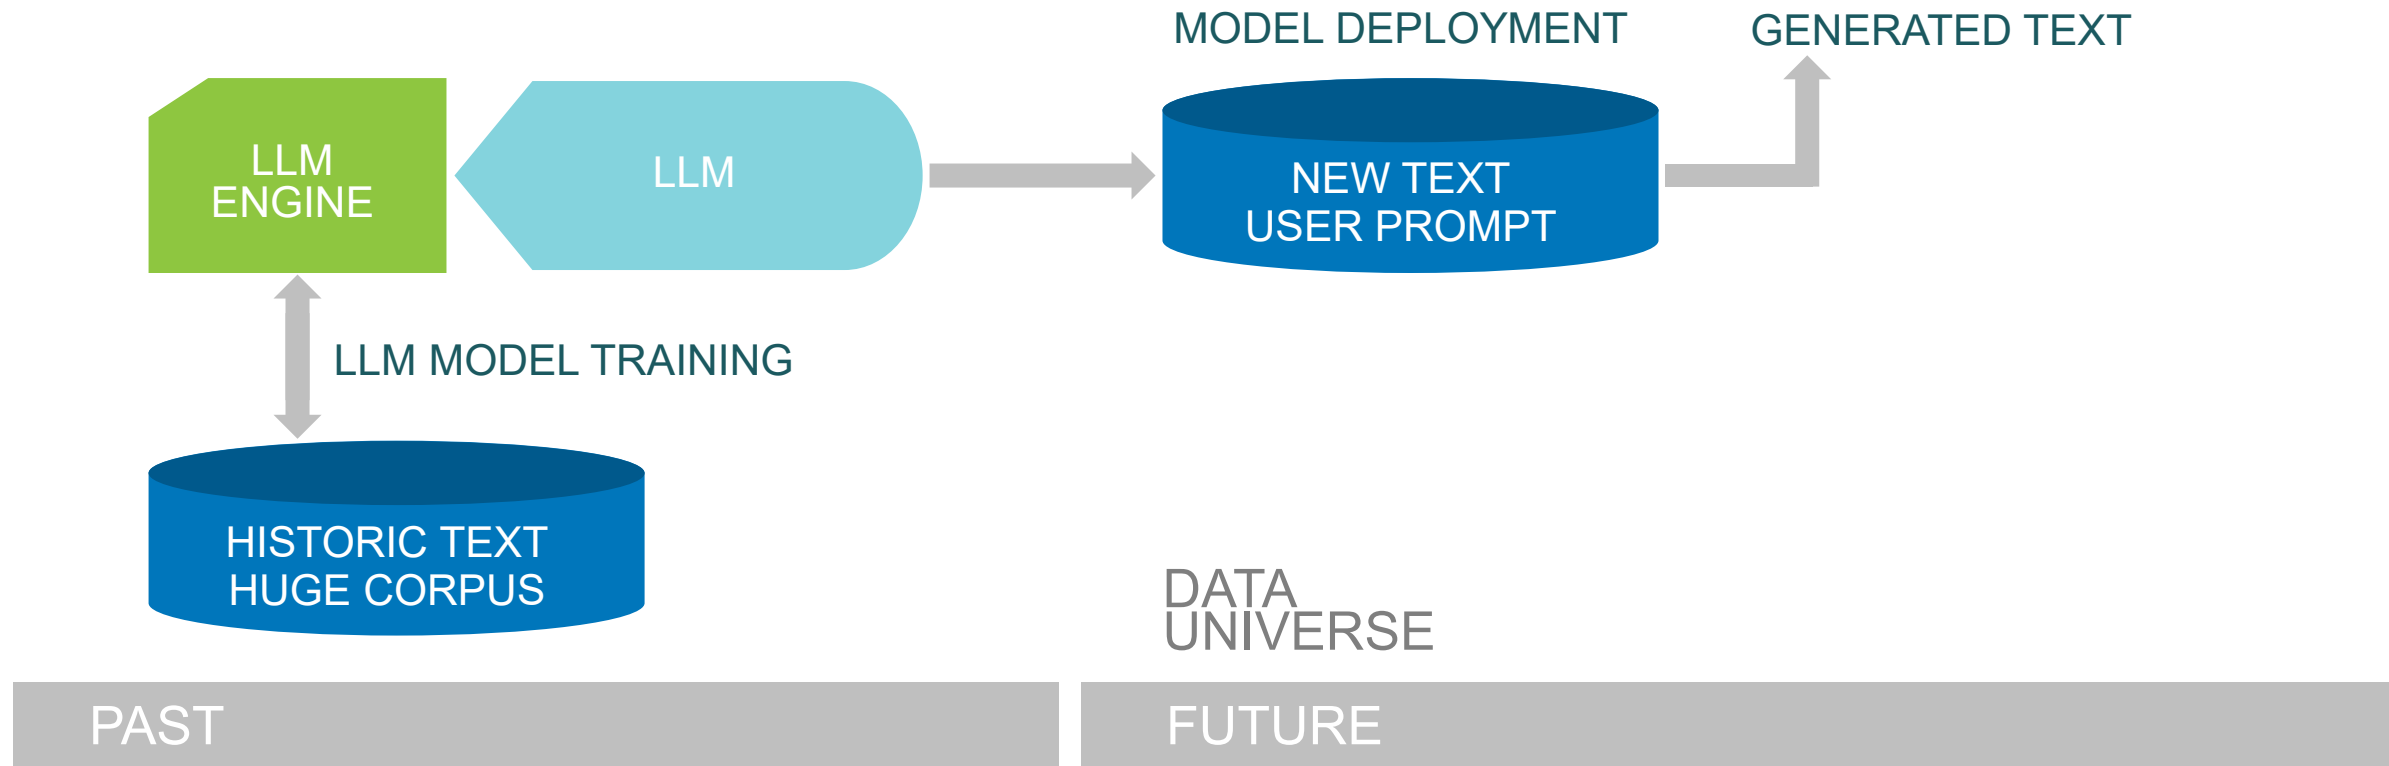 MODEL DEPLOYMENT
GENERATED TEXT
LLM
ENGINE
LLM
NEW TEXT
USER PROMPT
LLM MODEL TRAINING
HISTORIC TEXT
HUGE CORPUS
DATA
UNIVERSE
PAST
FUTURE